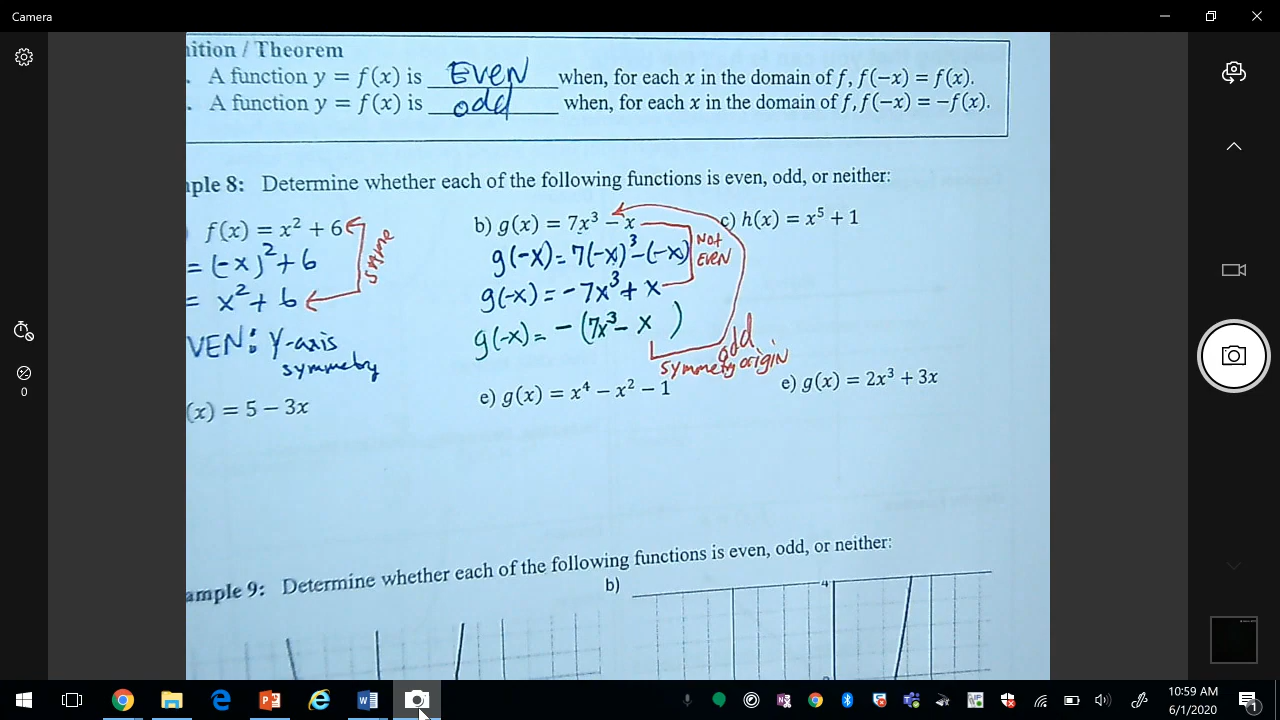 Camera
nition / Theorem
. A function y = f(x) is EVEN when, for each x in the domain of f, f(−x) = f(x).
. A function y = f(x) is odd when, for each x in the domain of f, f(−x) = −f(x).
mple 8: Determine whether each of the following functions is even, odd, or neither:
f(x) = x² + 6
= (-x)² + 6
= x² + 6
same
VEN: Y-axis
symmetry
b) g(x) = 7x³ − x
g(-x) = 7(-x)³ - (-x)
g(-x) = -7x³ + x
g(-x) = - (7x³ - x )
NOT
EVEN
odd
symmetry origin
c) h(x) = x⁵ + 1
(x) = 5 − 3x
e) g(x) = x⁴ − x² − 1
e) g(x) = 2x³ + 3x
ample 9: Determine whether each of the following functions is even, odd, or neither:
b)
4
0
10:59 AM
6/1/2020
1